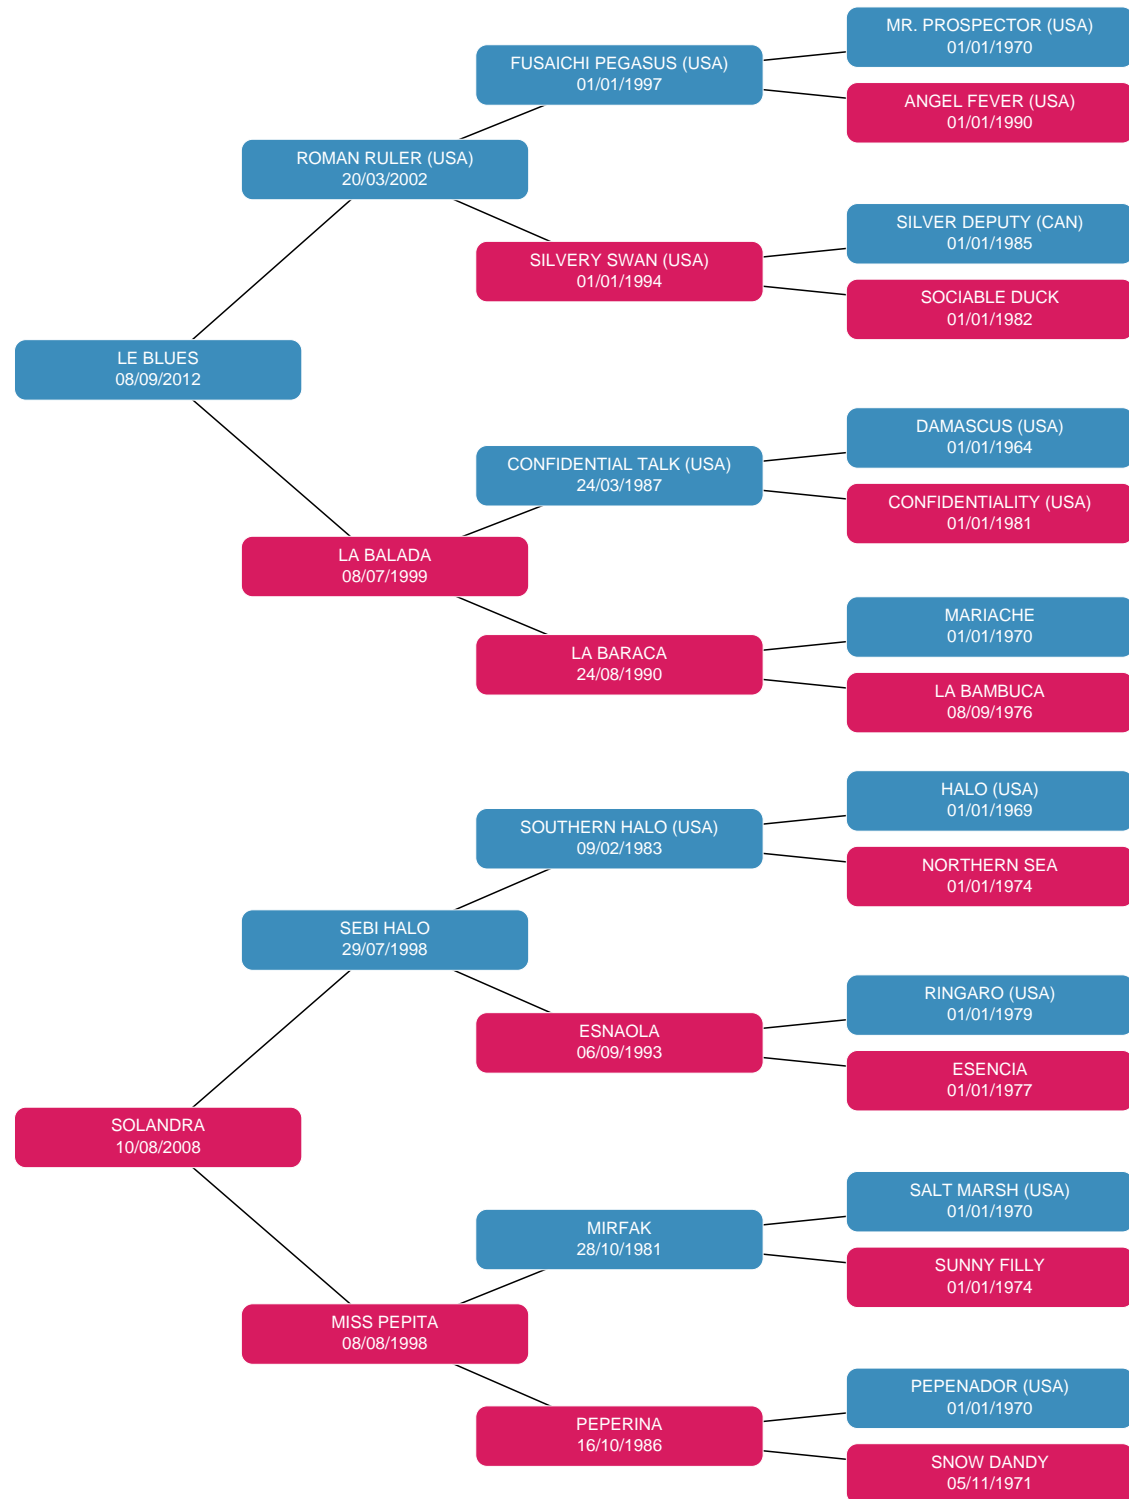 MR. PROSPECTOR (USA)
01/01/1970
FUSAICHI PEGASUS (USA)
01/01/1997
ANGEL FEVER (USA)
01/01/1990
ROMAN RULER (USA)
20/03/2002
SILVER DEPUTY (CAN)
01/01/1985
SILVERY SWAN (USA)
01/01/1994
SOCIABLE DUCK
01/01/1982
LE BLUES
08/09/2012
DAMASCUS (USA)
01/01/1964
CONFIDENTIAL TALK (USA)
24/03/1987
CONFIDENTIALITY (USA)
01/01/1981
LA BALADA
08/07/1999
MARIACHE
01/01/1970
LA BARACA
24/08/1990
LA BAMBUCA
08/09/1976
HALO (USA)
01/01/1969
SOUTHERN HALO (USA)
09/02/1983
NORTHERN SEA
01/01/1974
SEBI HALO
29/07/1998
RINGARO (USA)
01/01/1979
ESNAOLA
06/09/1993
ESENCIA
01/01/1977
SOLANDRA
10/08/2008
SALT MARSH (USA)
01/01/1970
MIRFAK
28/10/1981
SUNNY FILLY
01/01/1974
MISS PEPITA
08/08/1998
PEPENADOR (USA)
01/01/1970
PEPERINA
16/10/1986
SNOW DANDY
05/11/1971